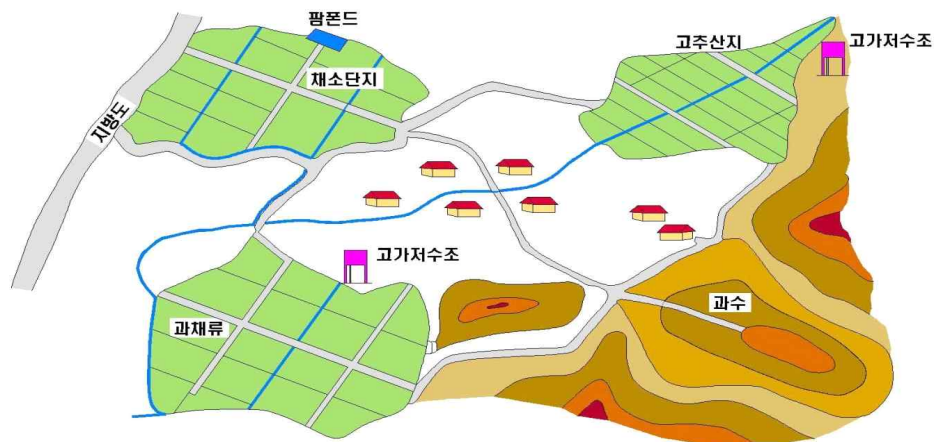 팜폰드
고추산지
고가저수조
채소단지
지방도
고가저수조
과수
과채류